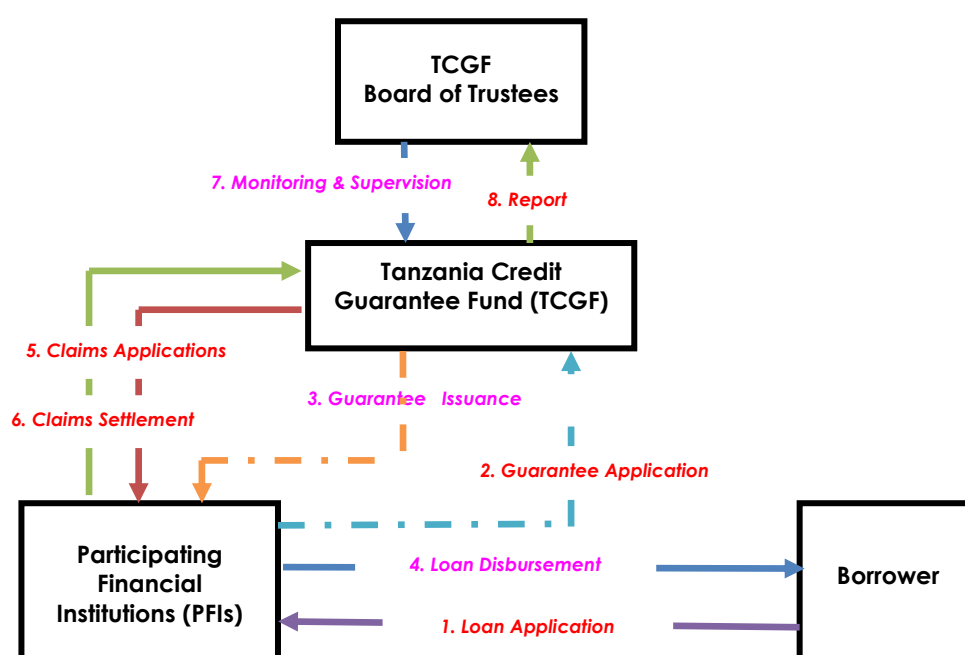 TCGF
Board of Trustees
7. Monitoring & Supervision
8. Report
Tanzania Credit
Guarantee Fund (TCGF)
5. Claims Applications
3. Guarantee Issuance
6. Claims Settlement
2. Guarantee Application
Participating
Financial
Institutions (PFIs)
4. Loan Disbursement
Borrower
1. Loan Application